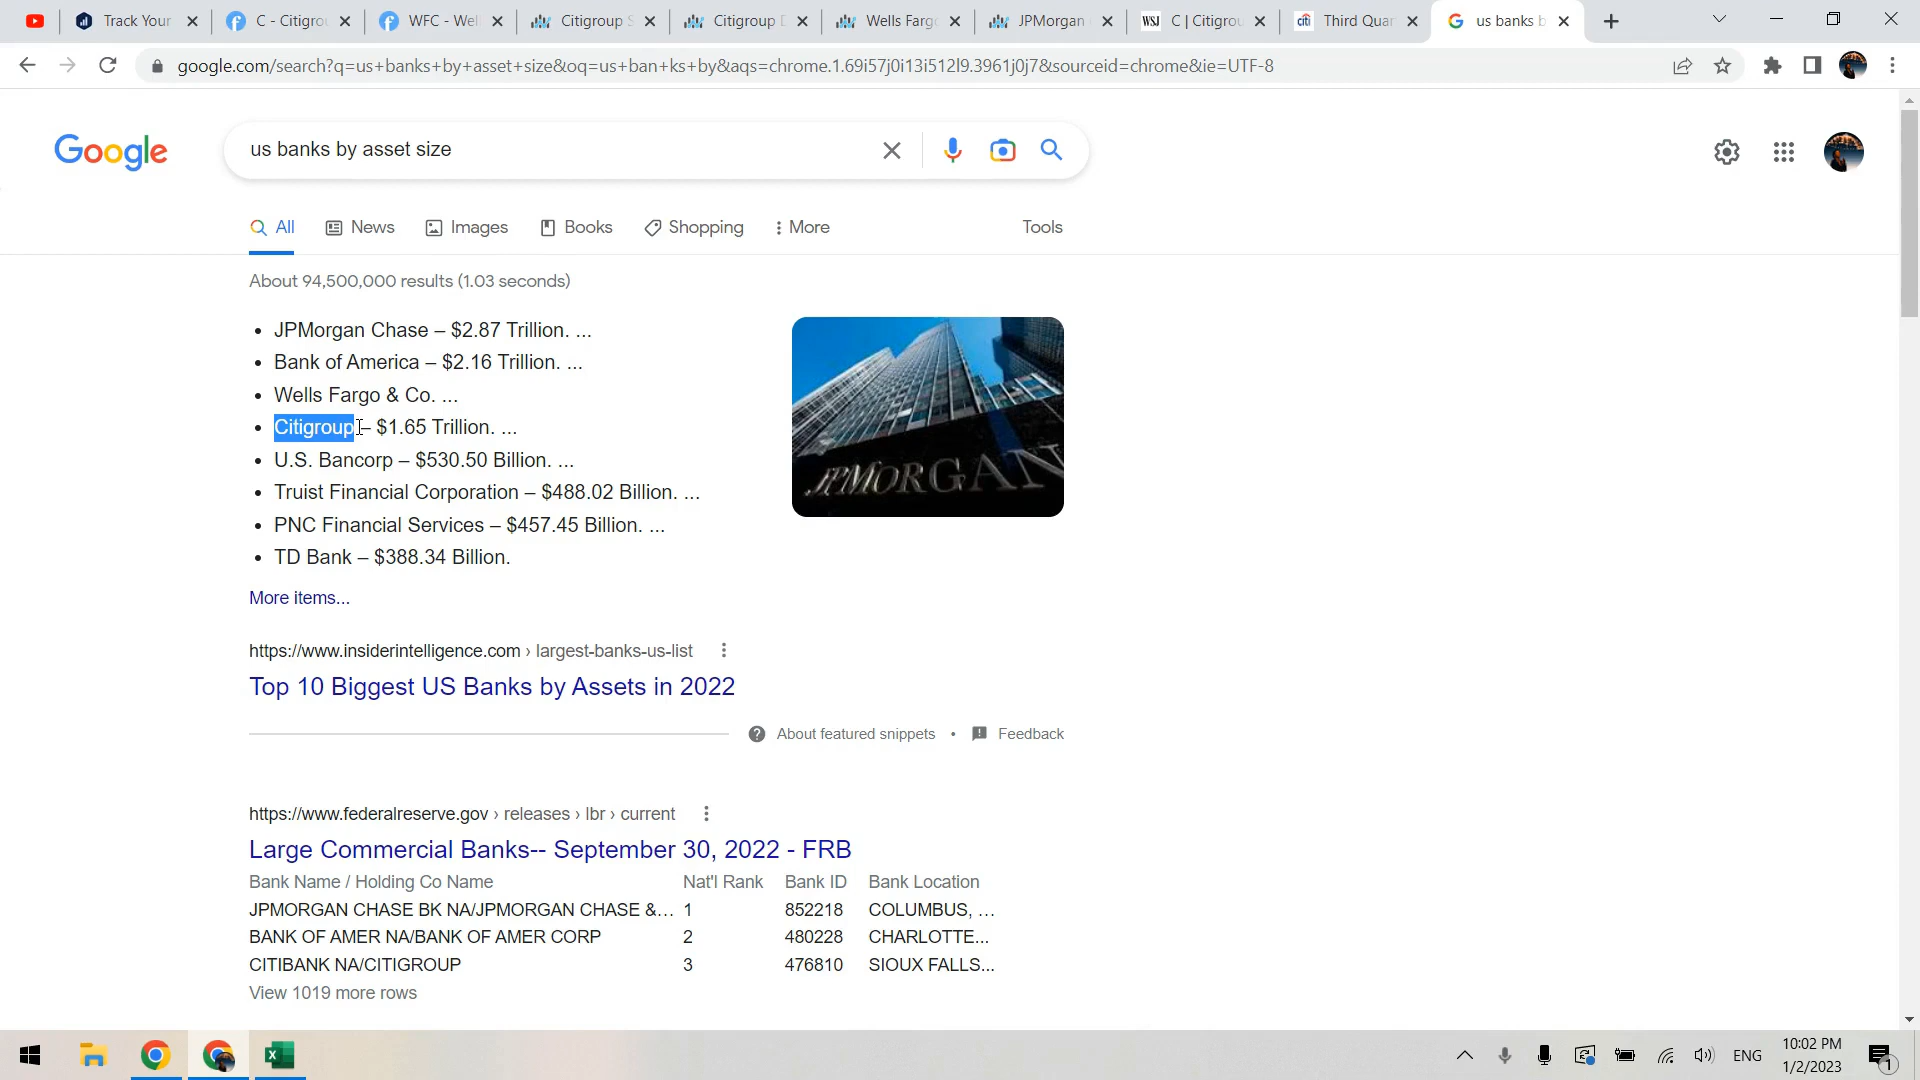 Track Your
C - Citigrou
WFC - Wel
Citigroup S
Citigroup D
Wells Farg
JPMorgan
WSJ
C | Citigrou
citi
Third Quar
us banks b
google.com/search?q=us+banks+by+asset+size&oq=us+ban+ks+by&aqs=chrome.1.69i57j0i13i512l9.3961j0j7&sourceid=chrome&ie=UTF-8
Google
us banks by asset size
All
News
Images
Books
Shopping
More
Tools
About 94,500,000 results (1.03 seconds)
• JPMorgan Chase – $2.87 Trillion. ...
• Bank of America – $2.16 Trillion. ...
• Wells Fargo & Co. ...
• Citigroup – $1.65 Trillion. ...
• U.S. Bancorp – $530.50 Billion. ...
• Truist Financial Corporation – $488.02 Billion. ...
• PNC Financial Services – $457.45 Billion. ...
• TD Bank – $388.34 Billion.
JPMORGAN
More items...
https://www.insiderintelligence.com › largest-banks-us-list
Top 10 Biggest US Banks by Assets in 2022
About featured snippets • Feedback
https://www.federalreserve.gov › releases › lbr › current
Large Commercial Banks-- September 30, 2022 - FRB
Bank Name / Holding Co Name Nat'l Rank Bank ID Bank Location
JPMORGAN CHASE BK NA/JPMORGAN CHASE &... 1 852218 COLUMBUS, ...
BANK OF AMER NA/BANK OF AMER CORP 2 480228 CHARLOTTE...
CITIBANK NA/CITIGROUP 3 476810 SIOUX FALLS...
View 1019 more rows
ENG
10:02 PM
1/2/2023
1